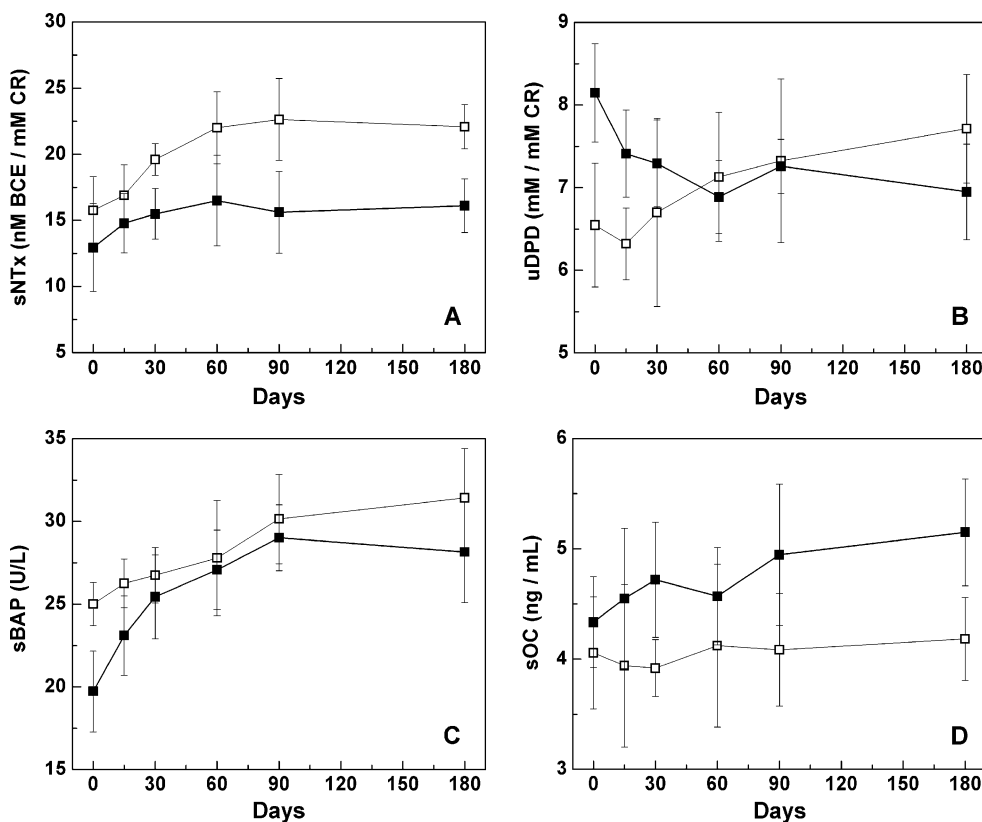 30
25
20
15
10
5
sNTx (nM BCE / mM CR)
A
0 30 60 90 120 150 180
Days
9
8
7
6
5
uDPD (mM / mM CR)
B
0 30 60 90 120 150 180
Days
35
30
25
20
15
sBAP (U/L)
C
0 30 60 90 120 150 180
Days
6
5
4
3
sOC (ng / mL)
D
0 30 60 90 120 150 180
Days